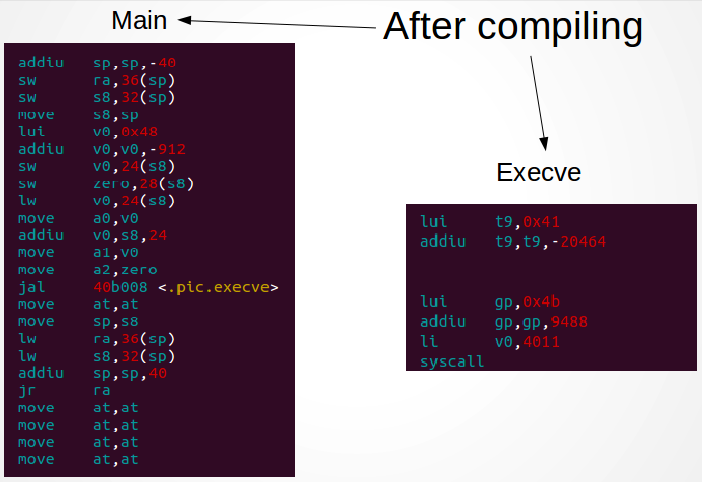 Main
After compiling
addiu sp,sp,-40
sw ra,36(sp)
sw s8,32(sp)
move s8,sp
lui v0,0x48
addiu v0,v0,-912
sw v0,24(s8)
sw zero,28(s8)
lw v0,24(s8)
move a0,v0
addiu v0,s8,24
move a1,v0
move a2,zero
jal 40b008 <.pic.execve>
move at,at
move sp,s8
lw ra,36(sp)
lw s8,32(sp)
addiu sp,sp,40
jr ra
move at,at
move at,at
move at,at
move at,at
Execve
lui t9,0x41
addiu t9,t9,-20464
lui gp,0x4b
addiu gp,gp,9488
li v0,4011
syscall